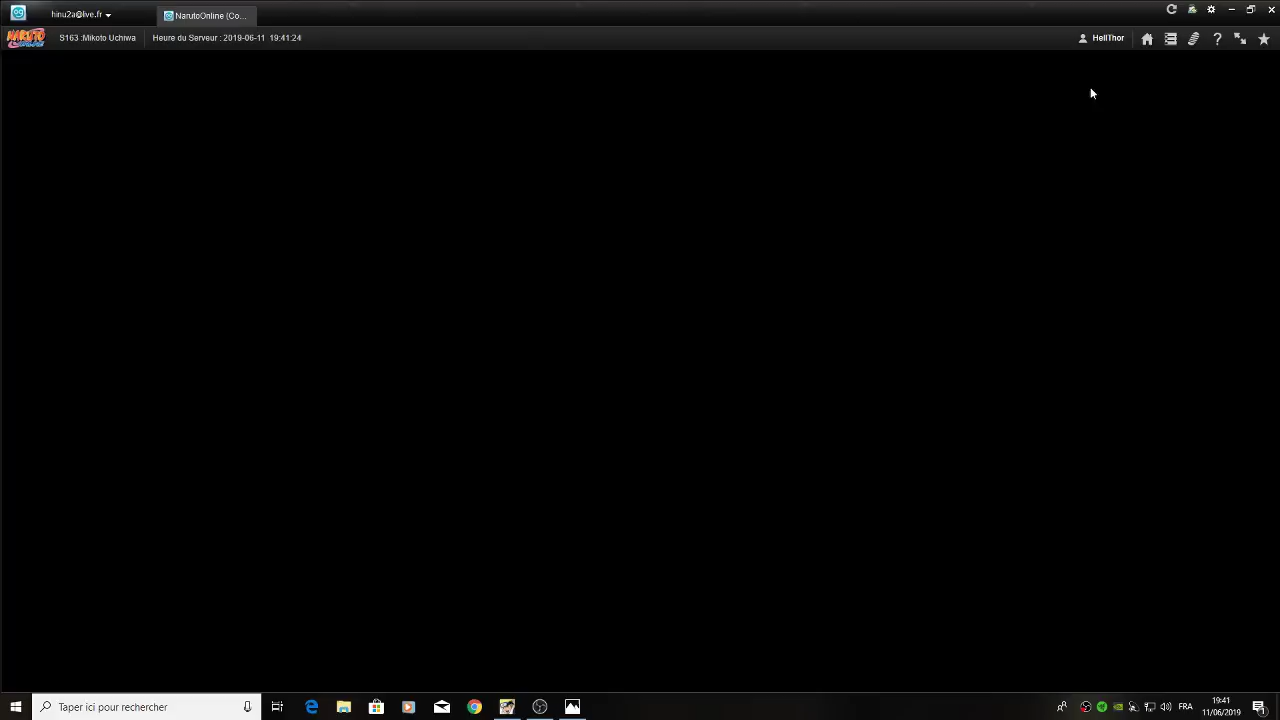 hinu2a@live.fr
NarutoOnline (Co...
NARUTO
S163 :Mikoto Uchiwa
Heure du Serveur : 2019-06-11 19:41:24
HellThor
Taper ici pour rechercher
FRA
19:41
11/06/2019